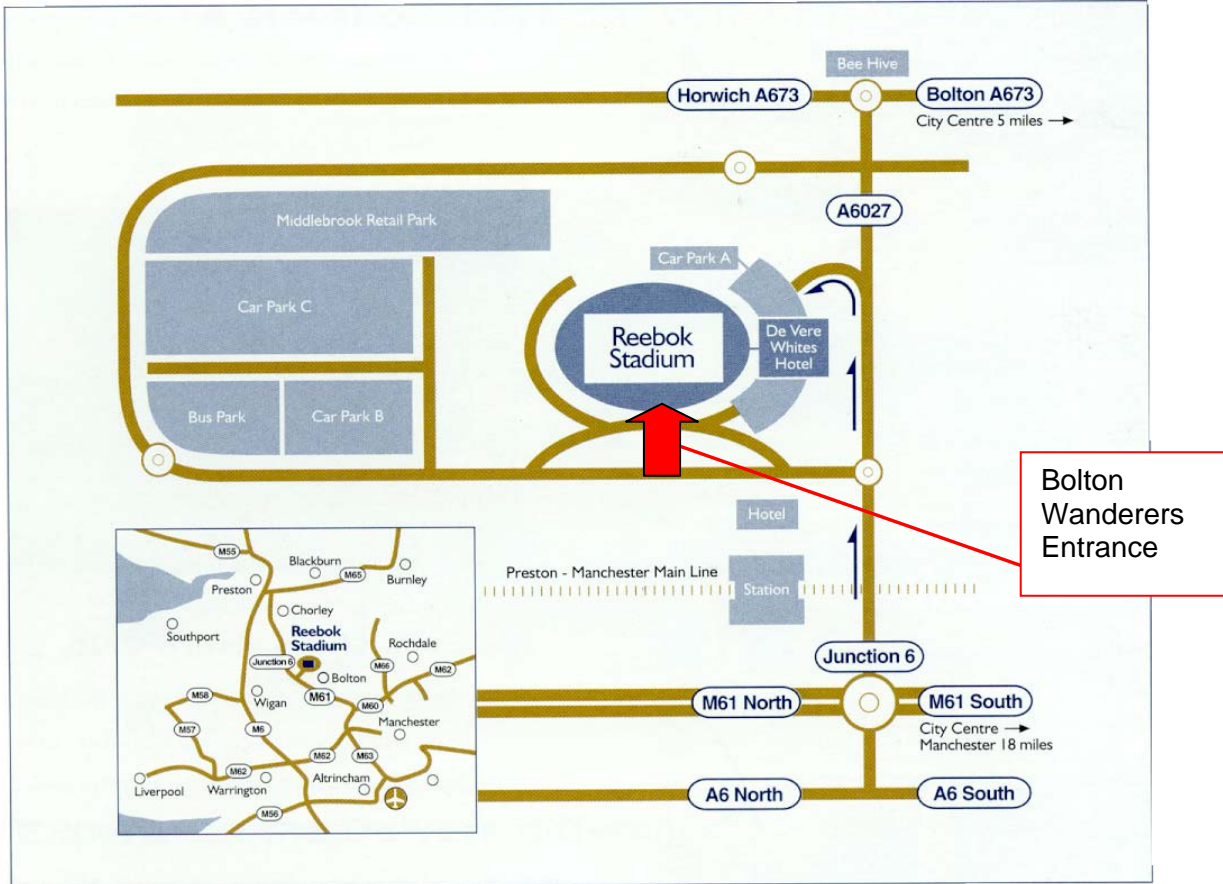 Bee Hive
Horwich A673
Bolton A673
City Centre 5 miles →
A6027
Middlebrook Retail Park
Car Park A
Car Park C
Reebok
Stadium
De Vere
Whites
Hotel
Bus Park
Car Park B
Bolton
Wanderers
Entrance
Hotel
Preston - Manchester Main Line
Station
Junction 6
M61 North
M61 South
City Centre →
Manchester 18 miles
A6 North
A6 South
M55
Blackburn
M65
Burnley
Preston
Chorley
Southport
Reebok
Stadium
Rochdale
Junction 6
M66
M62
Bolton
M58
Wigan
M61
M60
M57
M6
Manchester
M62
M63
M62
Altrincham
Liverpool
Warrington
M56